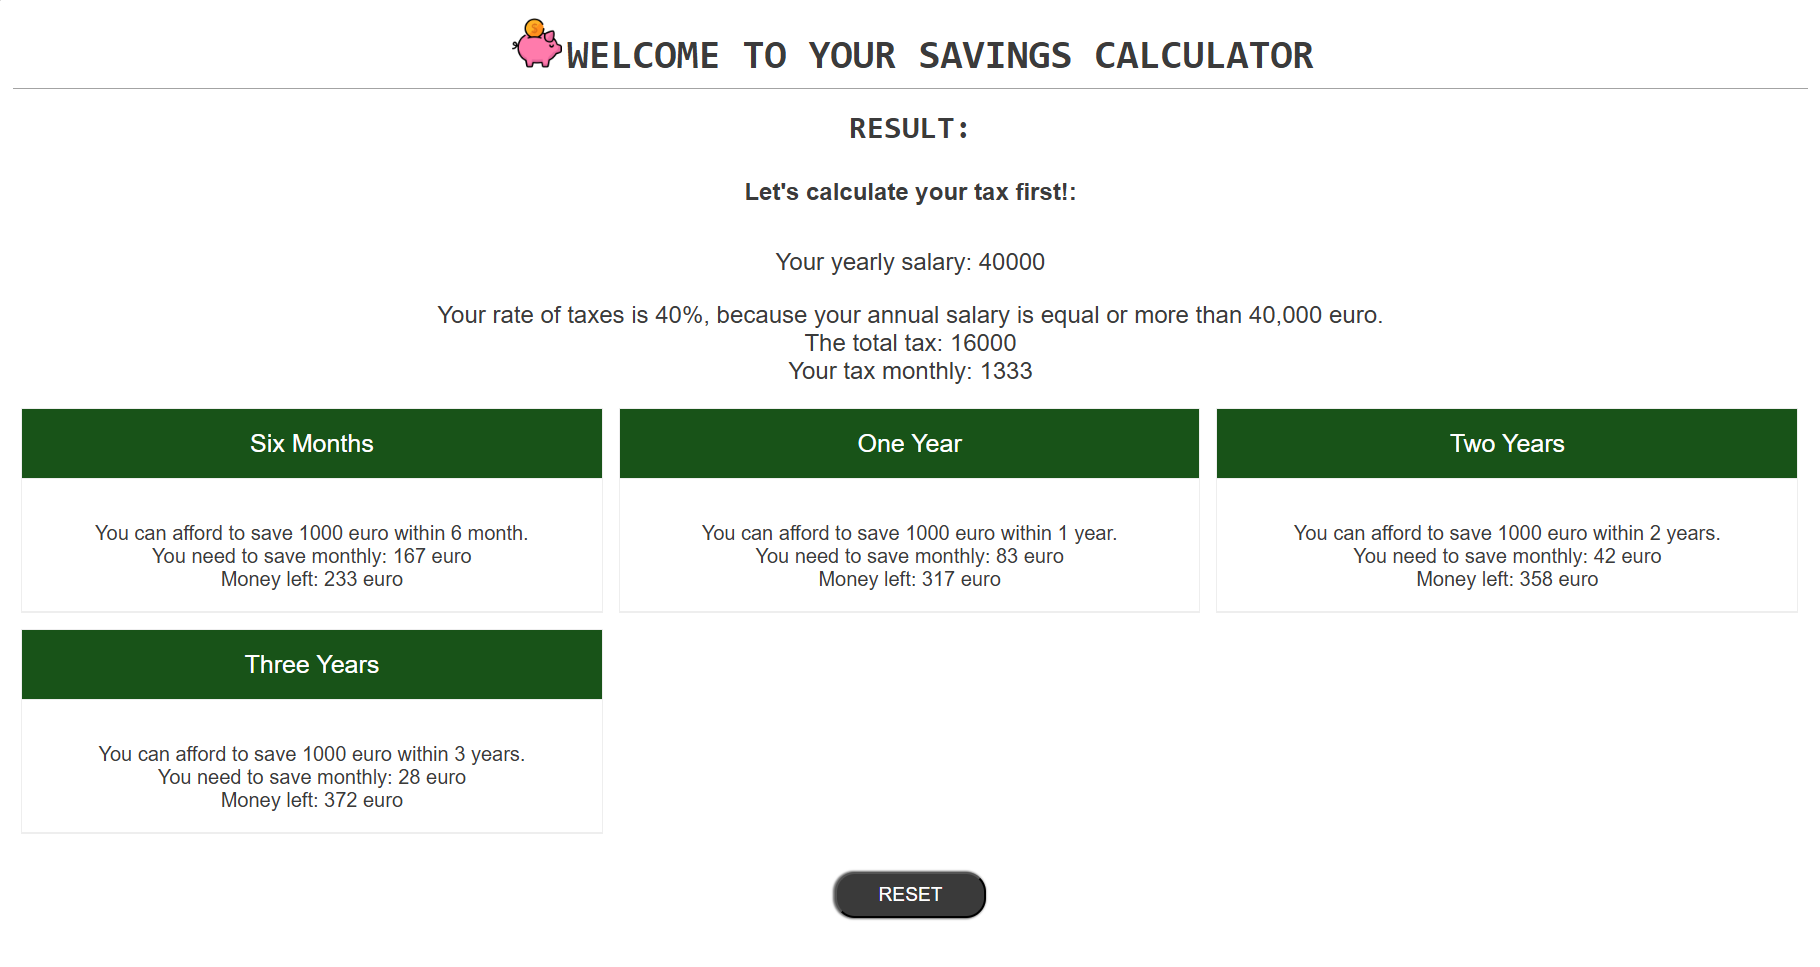 WELCOME TO YOUR SAVINGS CALCULATOR
RESULT:
Let's calculate your tax first!:
Your yearly salary: 40000
Your rate of taxes is 40%, because your annual salary is equal or more than 40,000 euro.
The total tax: 16000
Your tax monthly: 1333
Six Months
You can afford to save 1000 euro within 6 month.
You need to save monthly: 167 euro
Money left: 233 euro
One Year
You can afford to save 1000 euro within 1 year.
You need to save monthly: 83 euro
Money left: 317 euro
Two Years
You can afford to save 1000 euro within 2 years.
You need to save monthly: 42 euro
Money left: 358 euro
Three Years
You can afford to save 1000 euro within 3 years.
You need to save monthly: 28 euro
Money left: 372 euro
RESET